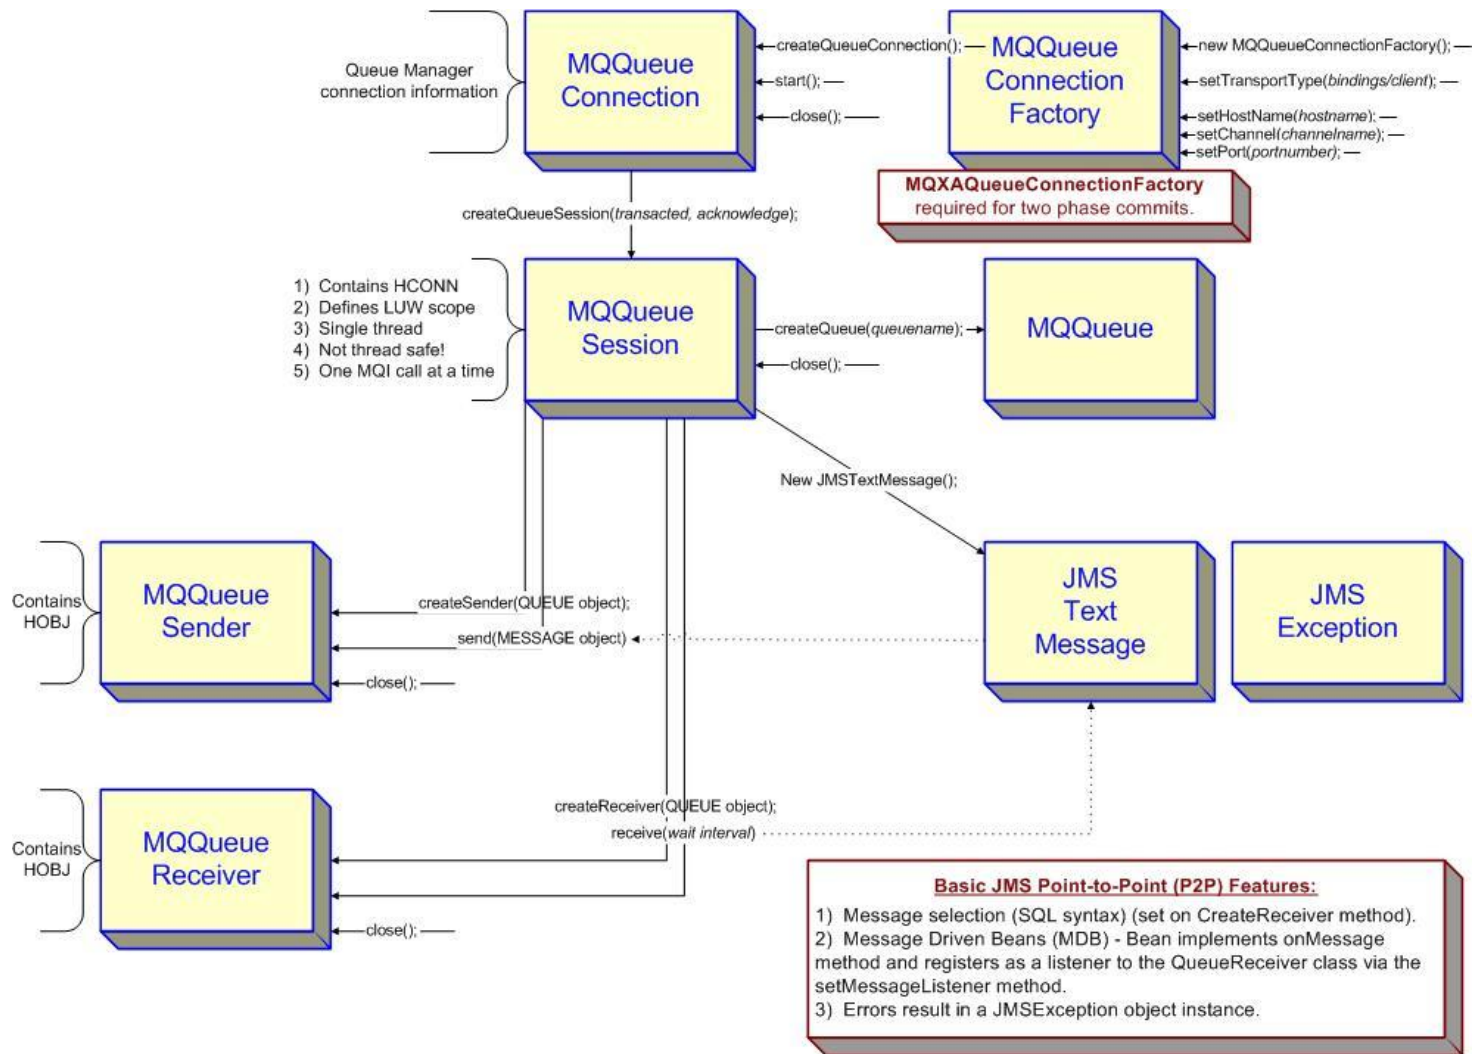 Queue Manager
connection information
MQQueue
Connection
createQueueConnection();
start();
close();
MQQueue
Connection
Factory
new MQQueueConnectionFactory();
setTransportType(bindings/client);
setHostName(hostname);
setChannel(channelname);
setPort(portnumber);
MQXAQueueConnectionFactory
required for two phase commits.
createQueueSession(transacted, acknowledge);
1) Contains HCONN
2) Defines LUW scope
3) Single thread
4) Not thread safe!
5) One MQI call at a time
MQQueue
Session
createQueue(queuename);
close();
MQQueue
New JMSTextMessage();
Contains
HOBJ
MQQueue
Sender
createSender(QUEUE object);
send(MESSAGE object)
close();
JMS
Text
Message
JMS
Exception
Contains
HOBJ
MQQueue
Receiver
createReceiver(QUEUE object);
receive(wait interval)
close();
Basic JMS Point-to-Point (P2P) Features:
1) Message selection (SQL syntax) (set on CreateReceiver method).
2) Message Driven Beans (MDB) - Bean implements onMessage
method and registers as a listener to the QueueReceiver class via the
setMessageListener method.
3) Errors result in a JMSException object instance.